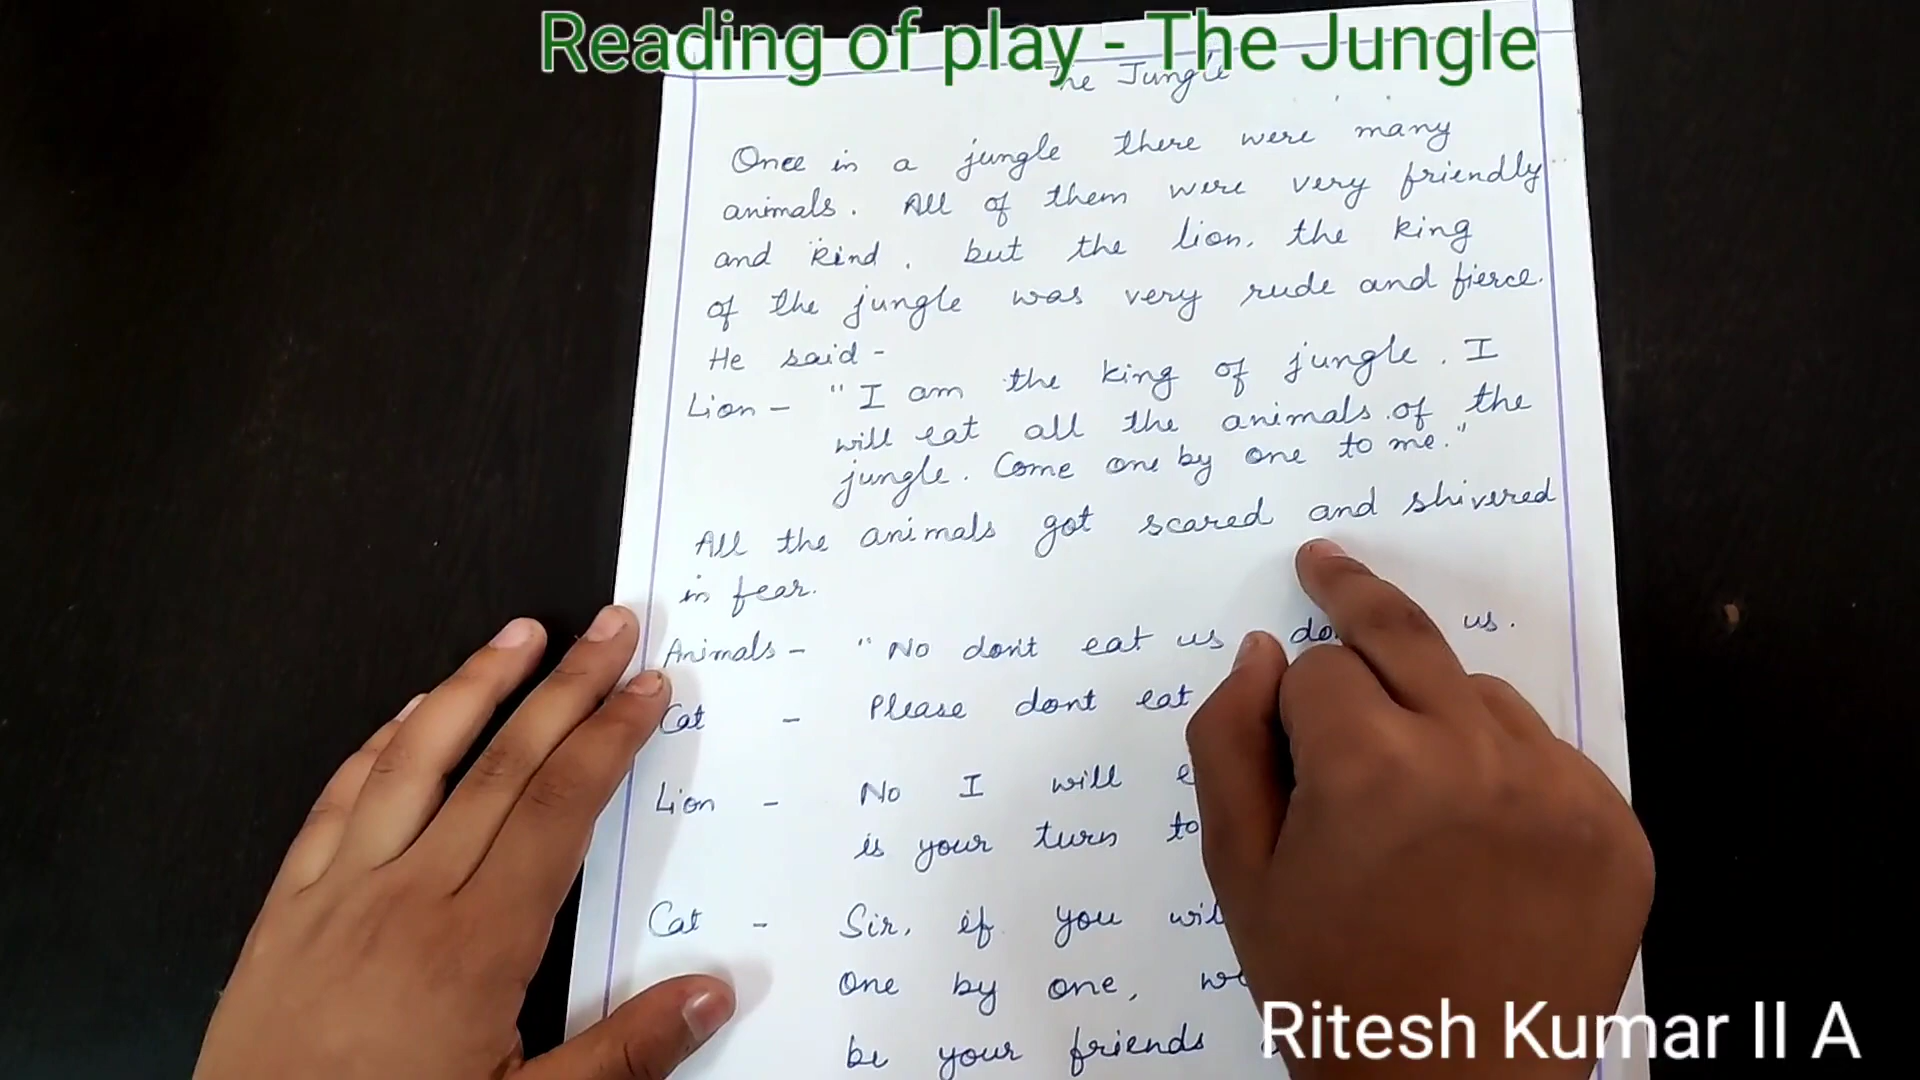 Reading of play - The Jungle
The Jungle
Once in a jungle there were many
animals. All of them were very friendly
and kind, but the lion, the king
of the jungle was very rude and fierce.
He said -
Lion - "I am the king of jungle. I
will eat all the animals of the
jungle. Come one by one to me."
All the animals got scared and shivered
in fear.
Animals - "No don't eat us us.
Cat - Please dont eat
Lion - No I will
is your turn to
Cat - Sir, if you
one by one,
be your friends
Ritesh Kumar II A